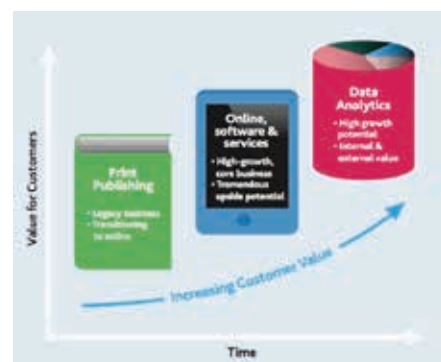 Value for Customers
Print
Publishing
• Legacy business
• Transitioning
to online
Online,
software &
services
• High-growth,
core business
• Tremendous
upside potential
Data
Analytics
• High growth
potential
• Internal &
external value
Increasing Customer Value
Time